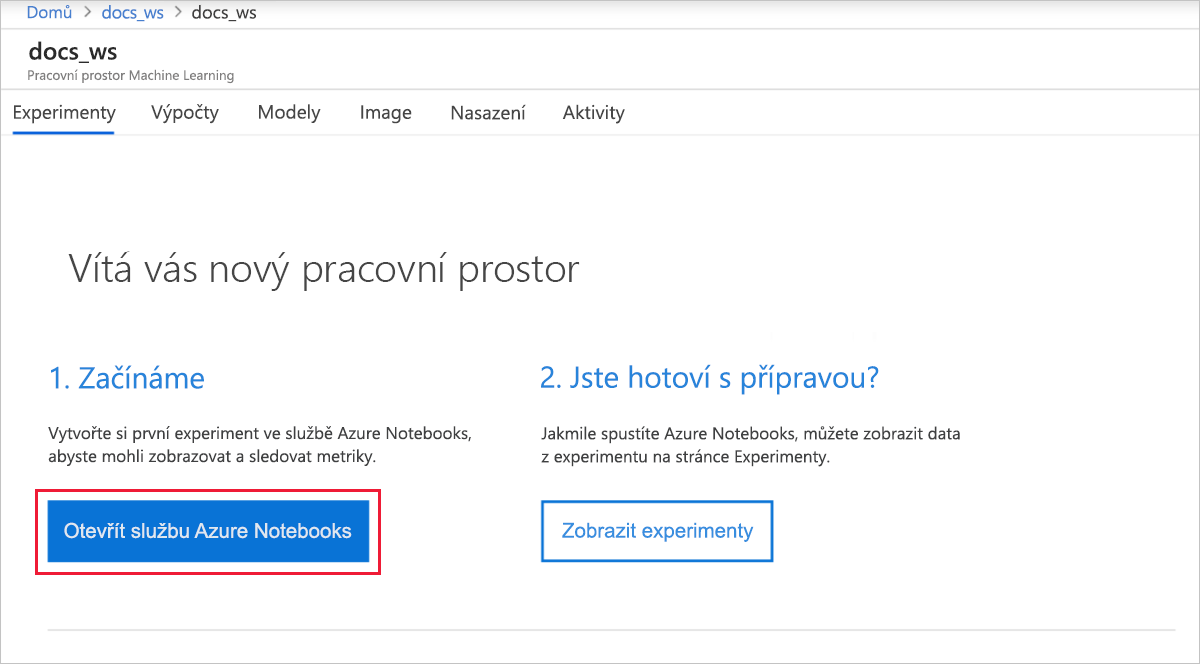 Domů > docs_ws > docs_ws
docs_ws
Pracovní prostor Machine Learning
Experimenty Výpočty Modely Image Nasazení Aktivity
Vítá vás nový pracovní prostor
1. Začínáme
Vytvořte si první experiment ve službě Azure Notebooks,
abyste mohli zobrazovat a sledovat metriky.
Otevřít službu Azure Notebooks
2. Jste hotoví s přípravou?
Jakmile spustíte Azure Notebooks, můžete zobrazit data
z experimentu na stránce Experimenty.
Zobrazit experimenty